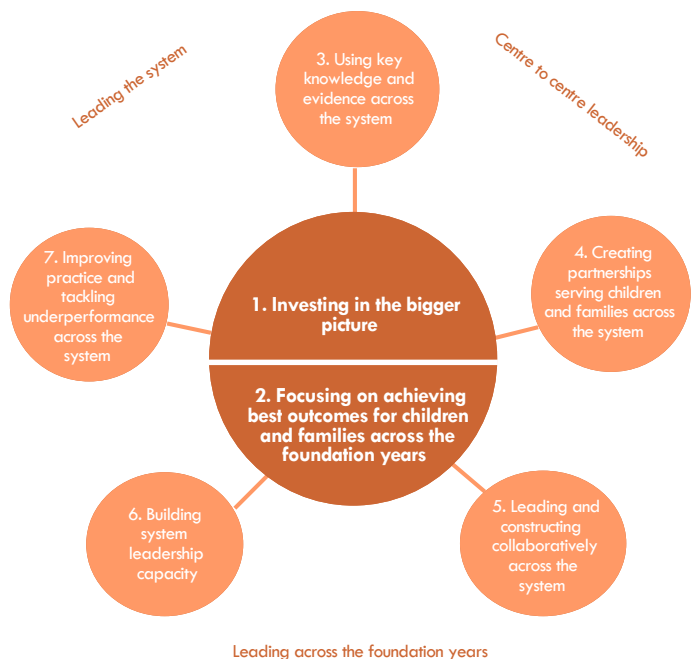 Leading the system
Centre to centre leadership
3. Using key
knowledge and
evidence across
the system
7. Improving
practice and
tackling
underperformance
across the
system
1. Investing in the bigger
picture
4. Creating
partnerships
serving children
and families across
the system
2. Focusing on achieving
best outcomes for children
and families across the
foundation years
6. Building
system
leadership
capacity
5. Leading and
constructing
collaboratively
across the
system
Leading across the foundation years